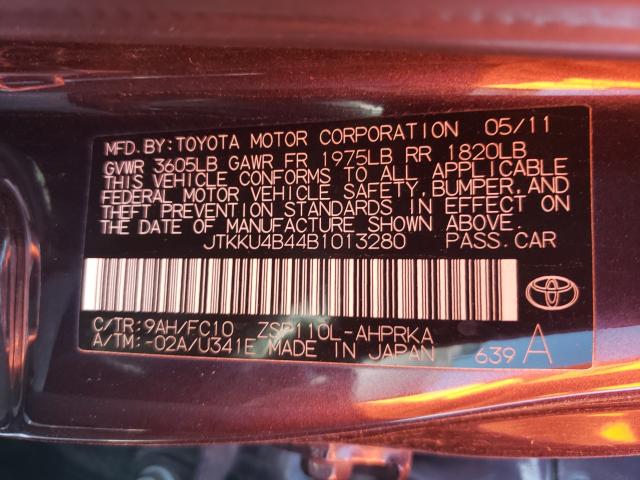 MFD.BY:TOYOTA MOTOR CORPORATION 05/11
GVWR 3605LB GAWR FR 1975LB RR 1820LB
THIS VEHICLE CONFORMS TO ALL APPLICABLE
FEDERAL MOTOR VEHICLE SAFETY, BUMPER, AND
THEFT PREVENTION STANDARDS IN EFFECT ON
THE DATE OF MANUFACTURE SHOWN ABOVE.
JTKKU4B44B1013280 PASS.CAR
C/TR:9AH/FC10 ZSP110L-AHPRKA
A/TM:-02A/U341E MADE IN JAPAN 639 A